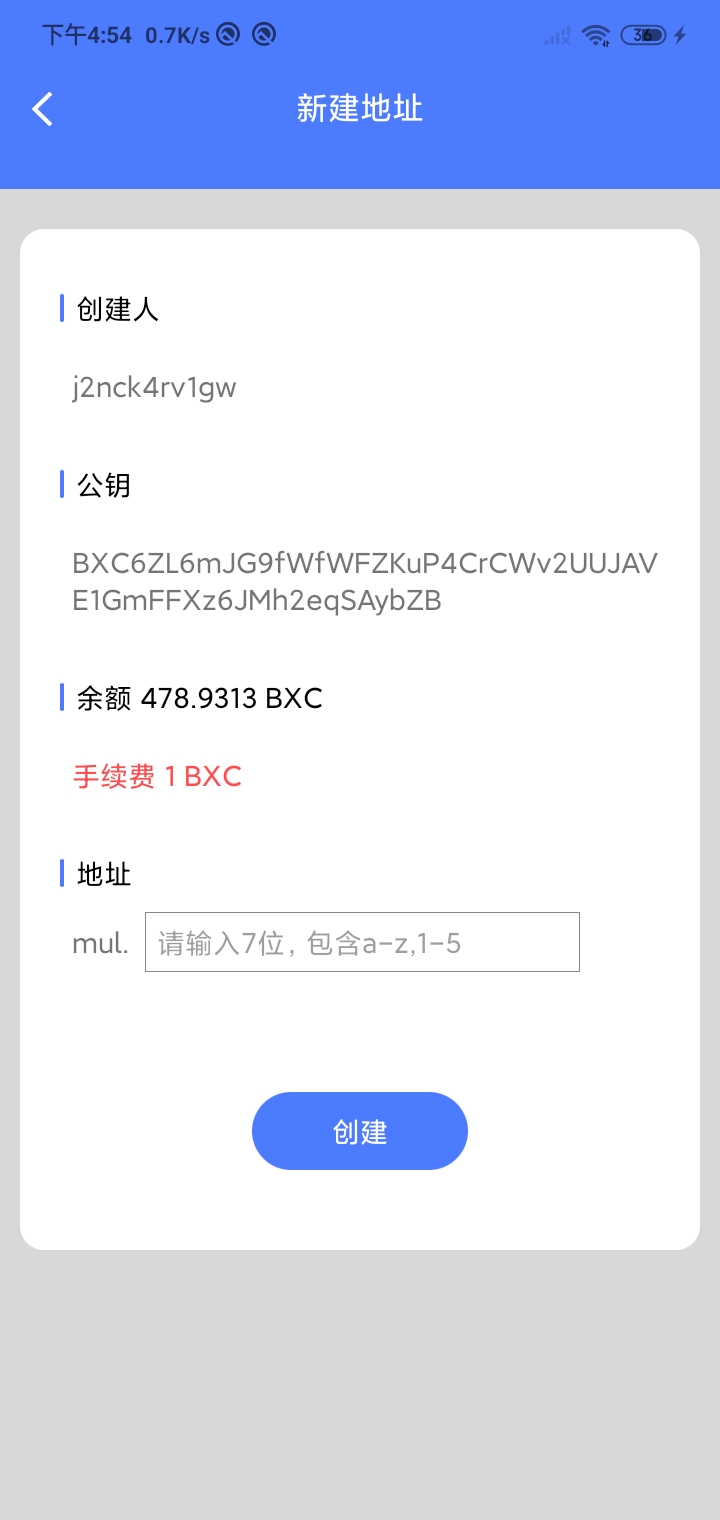 下午4:54 0.7K/s 36
新建地址
创建人
j2nck4rv1gw
公钥
BXC6ZL6mJG9fWfWFZKuP4CrCWv2UUJAV
E1GmFFXz6JMh2eqSAybZB
余额 478.9313 BXC
手续费 1 BXC
地址
mul. 请输入7位，包含a-z,1-5
创建